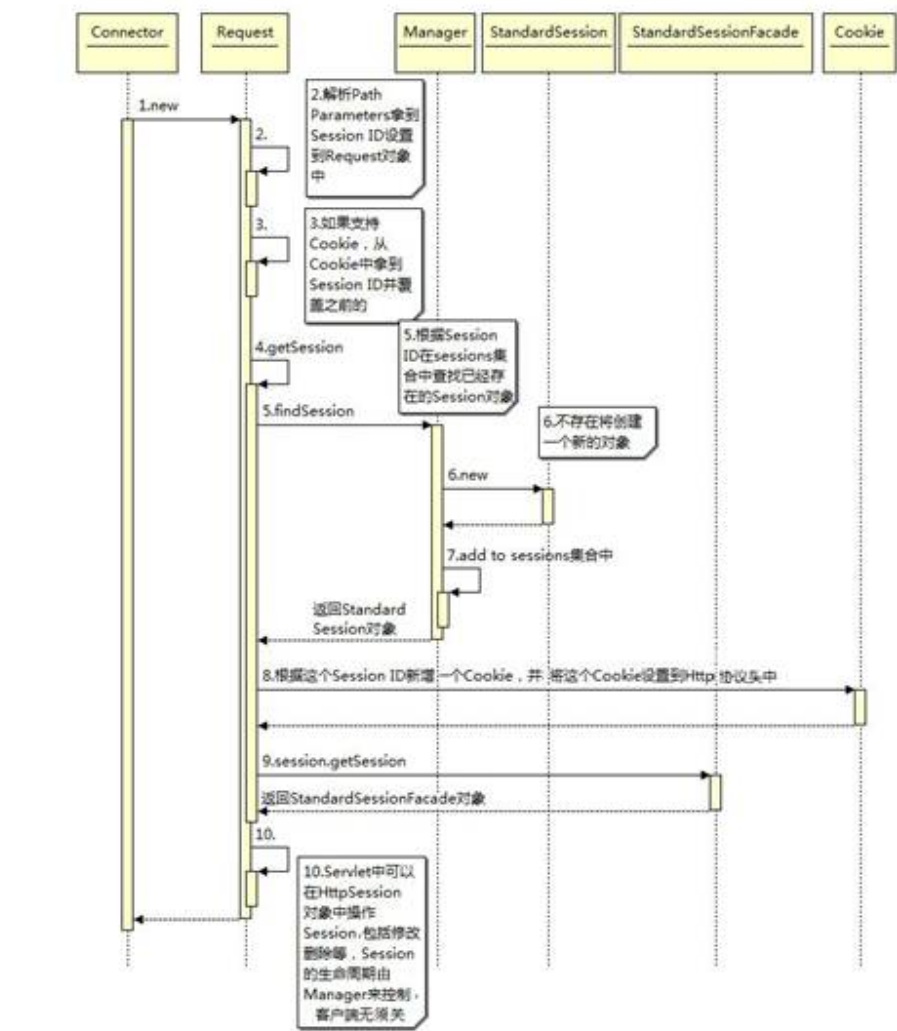 Connector
Request
Manager
StandardSession
StandardSessionFacade
Cookie
1.new
2.
2.解析Path
Parameters拿到
Session ID设置
到Request对象
中
3.
3.如果支持
Cookie，从
Cookie中拿到
Session ID并覆
盖之前的
4.getSession
5.根据Session
ID在sessions集
合中查找已经存
在的Session对象
5.findSession
6.不存在将创建
一个新的对象
6.new
7.add to sessions集合中
返回Standard
Session对象
8.根据这个Session ID新增一个Cookie，并 将这个Cookie设置到Http 协议头中
9.session.getSession
返回StandardSessionFacade对象
10.
10.Servlet中可以
在HttpSession
对象中操作
Session,包括修改
删除等，Session
的生命周期由
Manager来控制，
客户端无须关